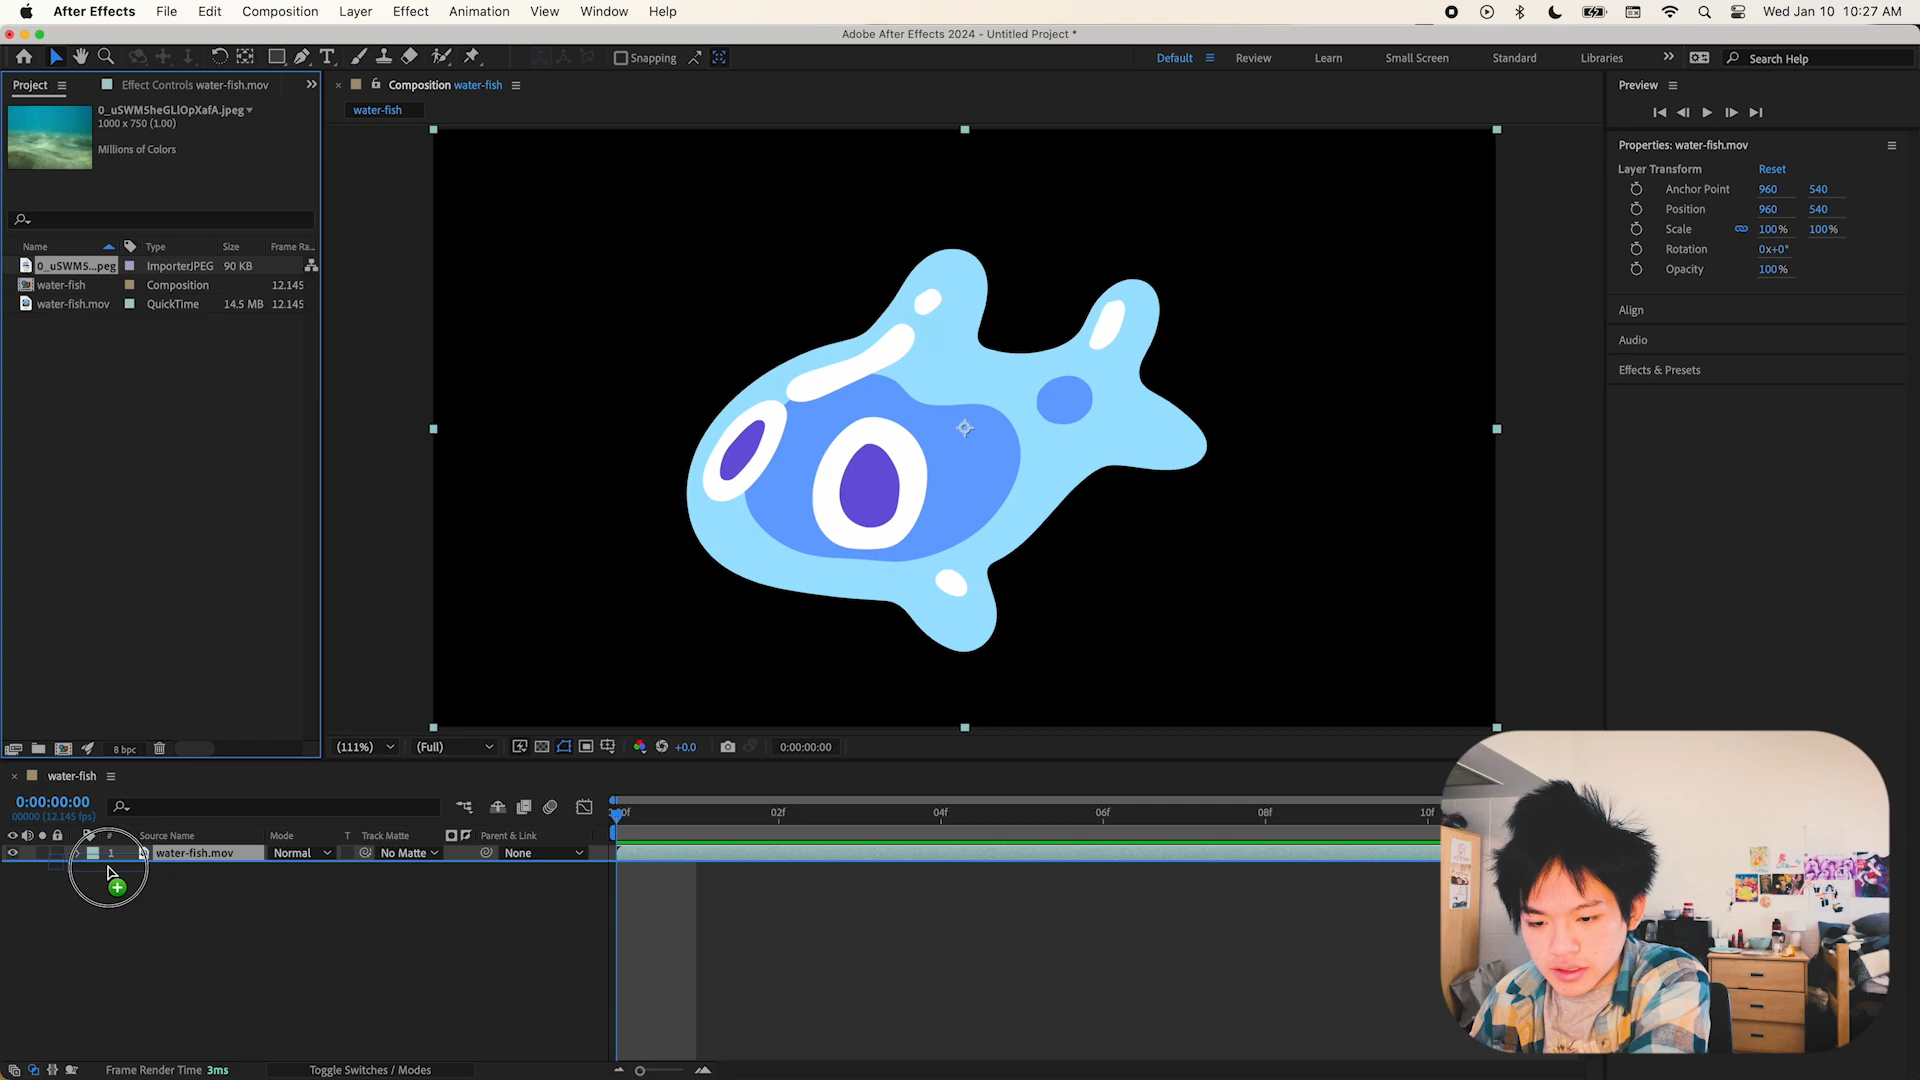 After Effects File Edit Composition Layer Effect Animation View Window Help Wed Jan 10 10:27 AM
Adobe After Effects 2024 - Untitled Project *
Snapping Default Review Learn Small Screen Standard Libraries Search Help
Project Effect Controls water-fish.mov
0_uSWM5heGLlOpXafA.jpeg
1000 x 750 (1.00)
Millions of Colors
Name Type Size Frame Ra...
0_uSWM5...peg ImporterJPEG 90 KB
water-fish Composition 12.145
water-fish.mov QuickTime 14.5 MB 12.145
8 bpc
Composition water-fish
water-fish
(111%) (Full) +0.0 0:00:00:00
Preview
Properties: water-fish.mov
Layer Transform Reset
Anchor Point 960 540
Position 960 540
Scale 100% 100%
Rotation 0x+0°
Opacity 100%
Align
Audio
Effects & Presets
water-fish
0:00:00:00
00000 (12.145 fps)
02f 04f 06f 08f 10f
# Source Name Mode T Track Matte Parent & Link
1 water-fish.mov Normal No Matte None
Frame Render Time 3ms Toggle Switches / Modes